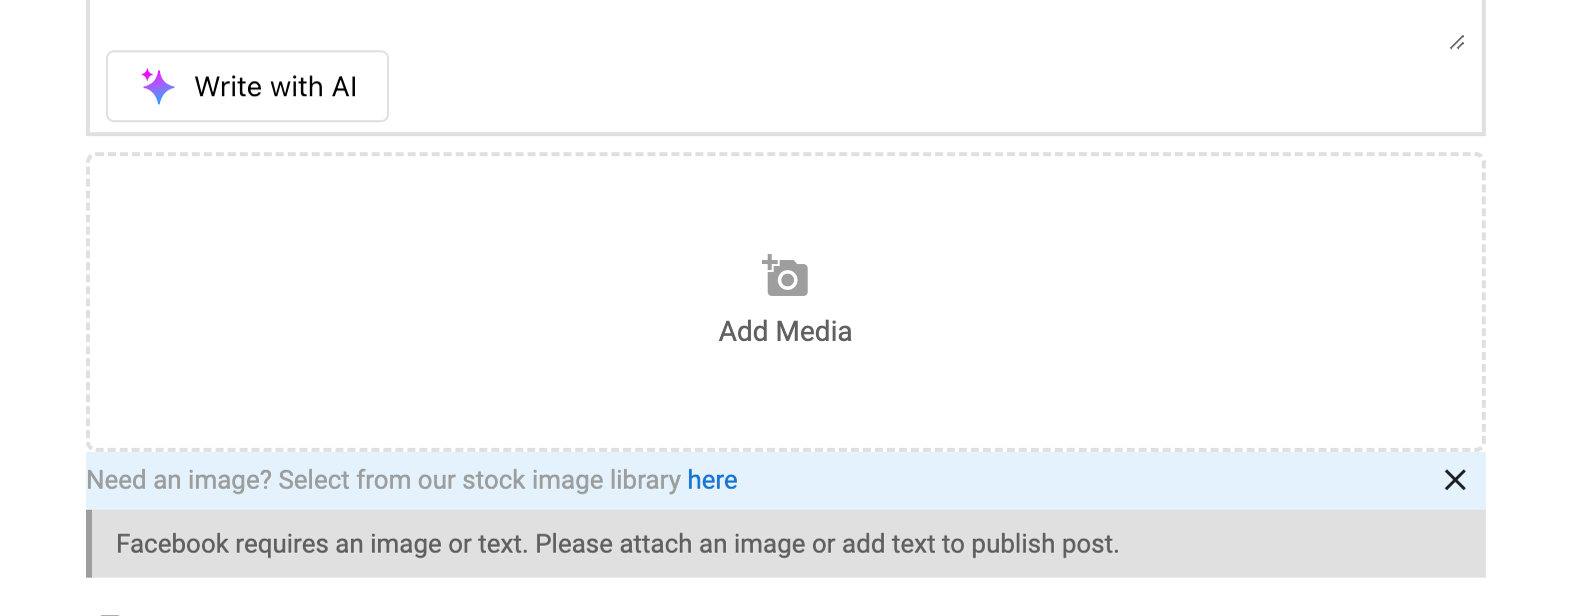 Write with AI
Add Media
Need an image? Select from our stock image library here
Facebook requires an image or text. Please attach an image or add text to publish post.